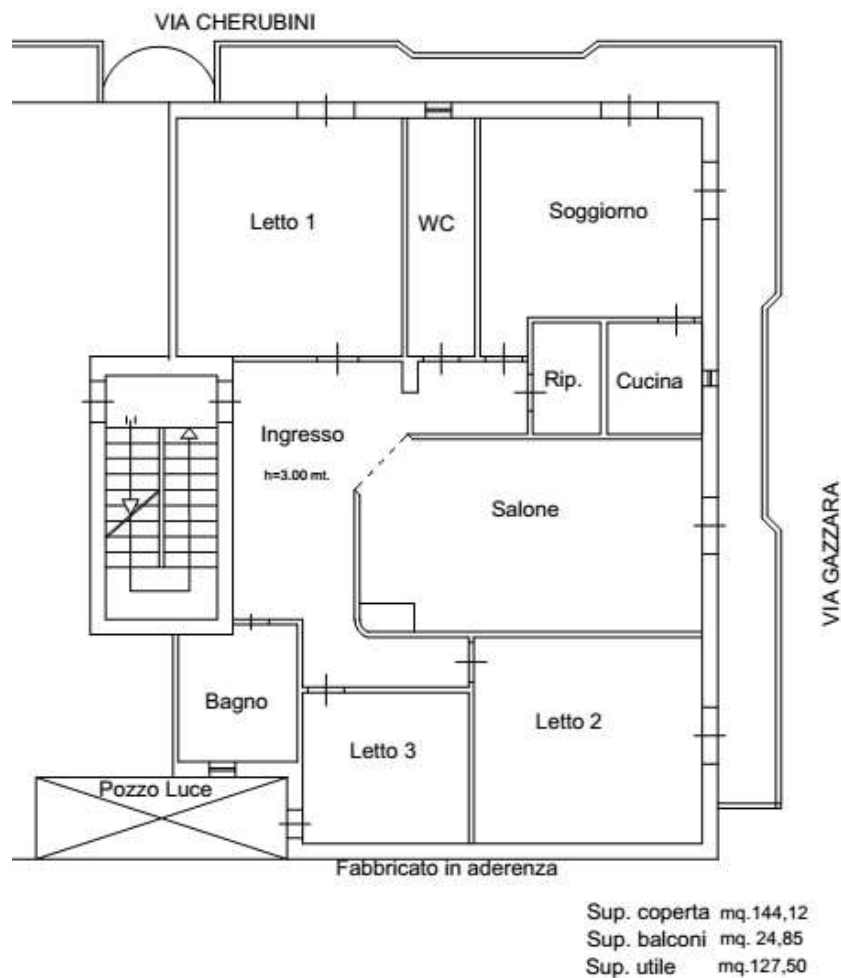 VIA CHERUBINI
Letto 1
WC
Soggiorno
Rip.
Cucina
Ingresso
h=3.00 mt.
Salone
VIA GAZZARA
Bagno
Letto 3
Letto 2
Pozzo Luce
Fabbricato in aderenza
Sup. coperta mq.144,12
Sup. balconi mq. 24,85
Sup. utile mq.127,50